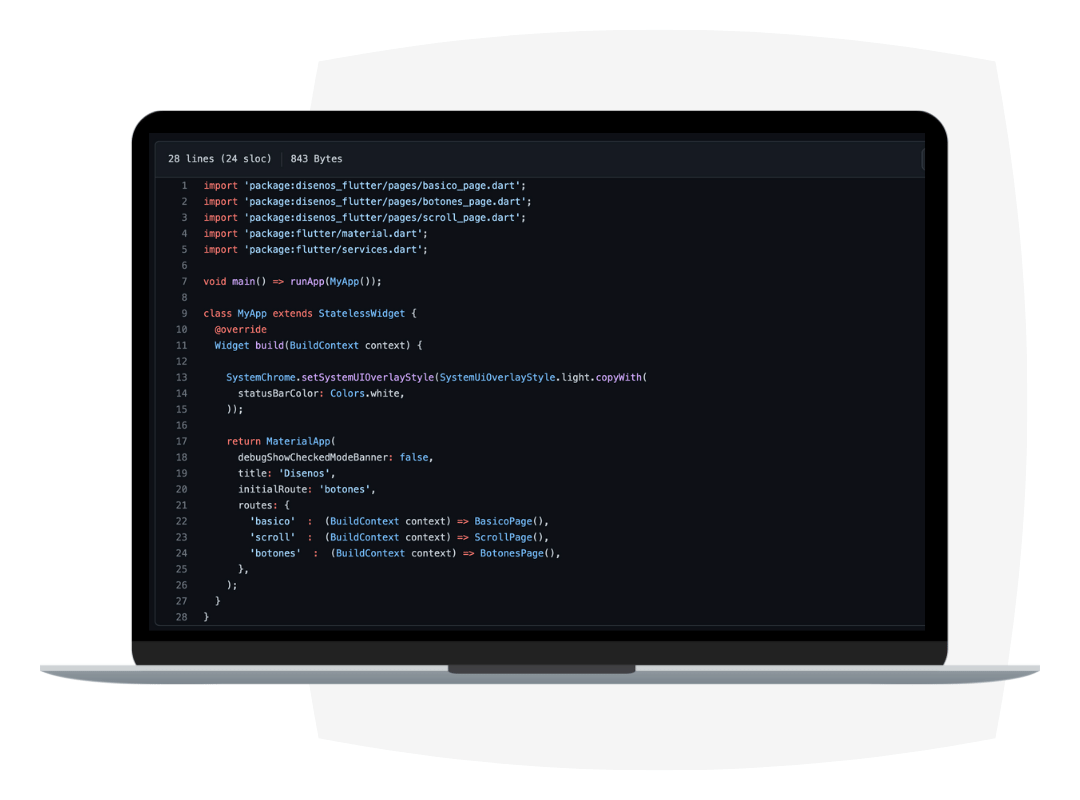 28 lines (24 sloc) 843 Bytes
1 import 'package:disenos_flutter/pages/basico_page.dart';
2 import 'package:disenos_flutter/pages/botones_page.dart';
3 import 'package:disenos_flutter/pages/scroll_page.dart';
4 import 'package:flutter/material.dart';
5 import 'package:flutter/services.dart';
6
7 void main() => runApp(MyApp());
8
9 class MyApp extends StatelessWidget {
10   @override
11   Widget build(BuildContext context) {
12
13     SystemChrome.setSystemUIOverlayStyle(SystemUiOverlayStyle.light.copyWith(
14       statusBarColor: Colors.white,
15     ));
16
17     return MaterialApp(
18       debugShowCheckedModeBanner: false,
19       title: 'Disenos',
20       initialRoute: 'botones',
21       routes: {
22         'basico'  :  (BuildContext context) => BasicoPage(),
23         'scroll'  :  (BuildContext context) => ScrollPage(),
24         'botones'  :  (BuildContext context) => BotonesPage(),
25       },
26     );
27   }
28 }